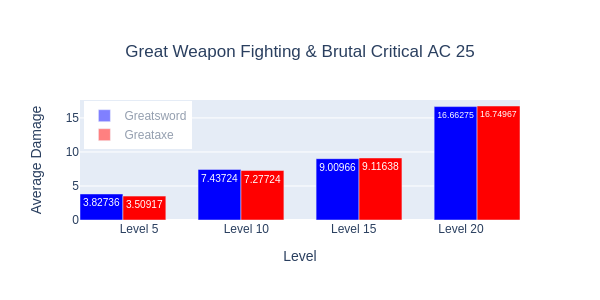 Great Weapon Fighting & Brutal Critical AC 25
Greatsword
Greataxe
Average Damage
15
10
5
0
3.82736
3.50917
7.43724
7.27724
9.00966
9.11638
16.66275
16.74967
Level 5
Level 10
Level 15
Level 20
Level